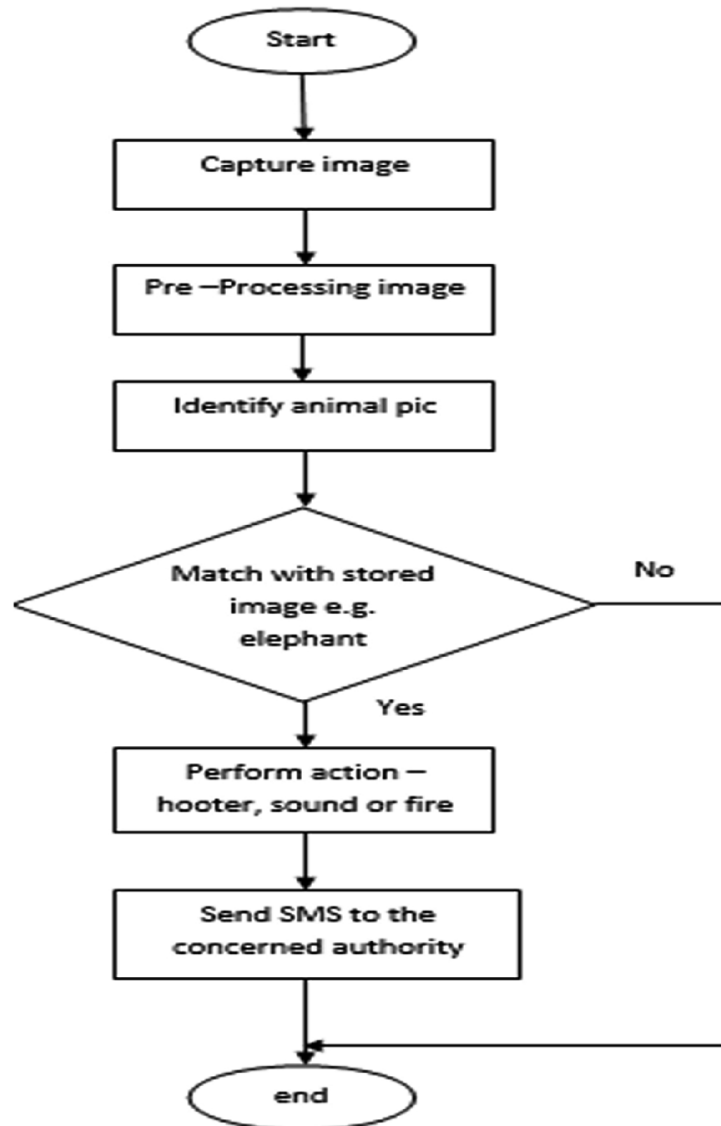 Start
Capture image
Pre –Processing image
Identify animal pic
Match with stored
image e.g.
elephant
No
Yes
Perform action –
hooter, sound or fire
Send SMS to the
concerned authority
end